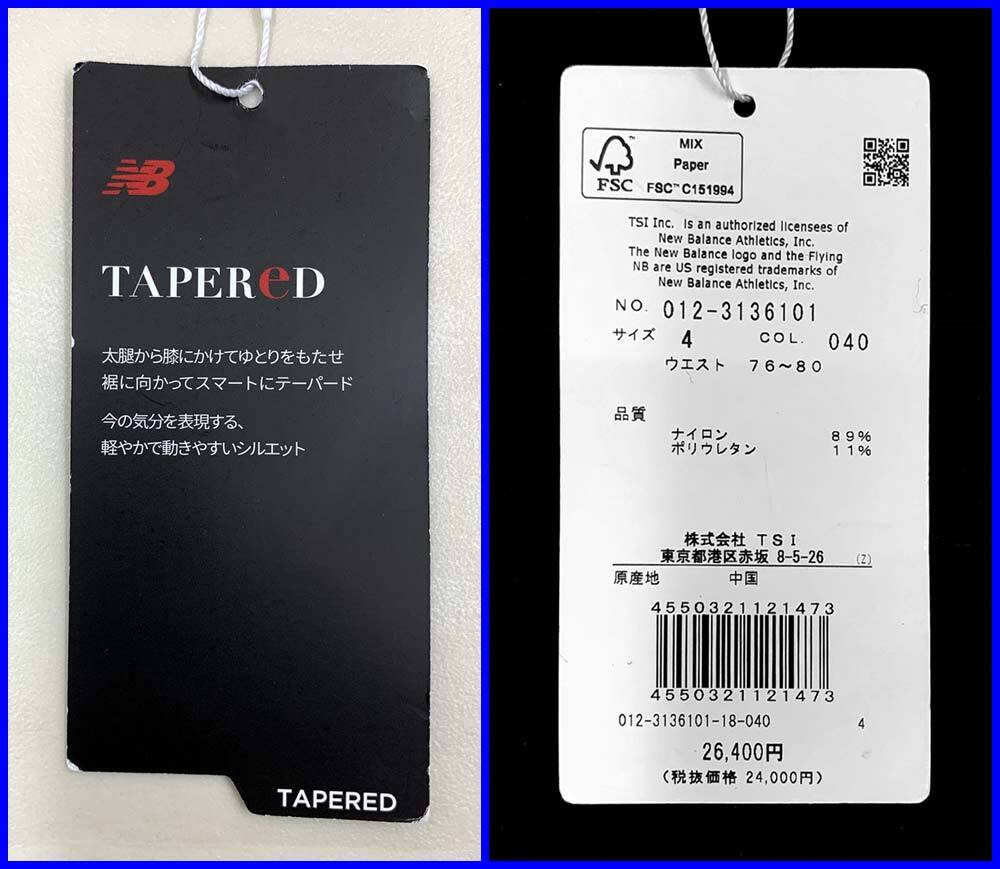 NB
TAPEReD
太腿から膝にかけてゆとりをもたせ
裾に向かってスマートにテーパード
今の気分を表現する、
軽やかで動きやすいシルエット
TAPERED
FSC
MIX
Paper
FSC™ C151994
TSI Inc. is an authorized licensees of
New Balance Athletics, Inc.
The New Balance logo and the Flying
NB are US registered trademarks of
New Balance Athletics, Inc.
NO. 012-3136101
サイズ 4 COL. 040
ウエスト 76～80
品質
ナイロン 89%
ポリウレタン 11%
株式会社 TSI
東京都港区赤坂 8-5-26 (Z)
原産地 中国
4550321121473
4550321121473
012-3136101-18-040 4
26,400円
(税抜価格 24,000円)